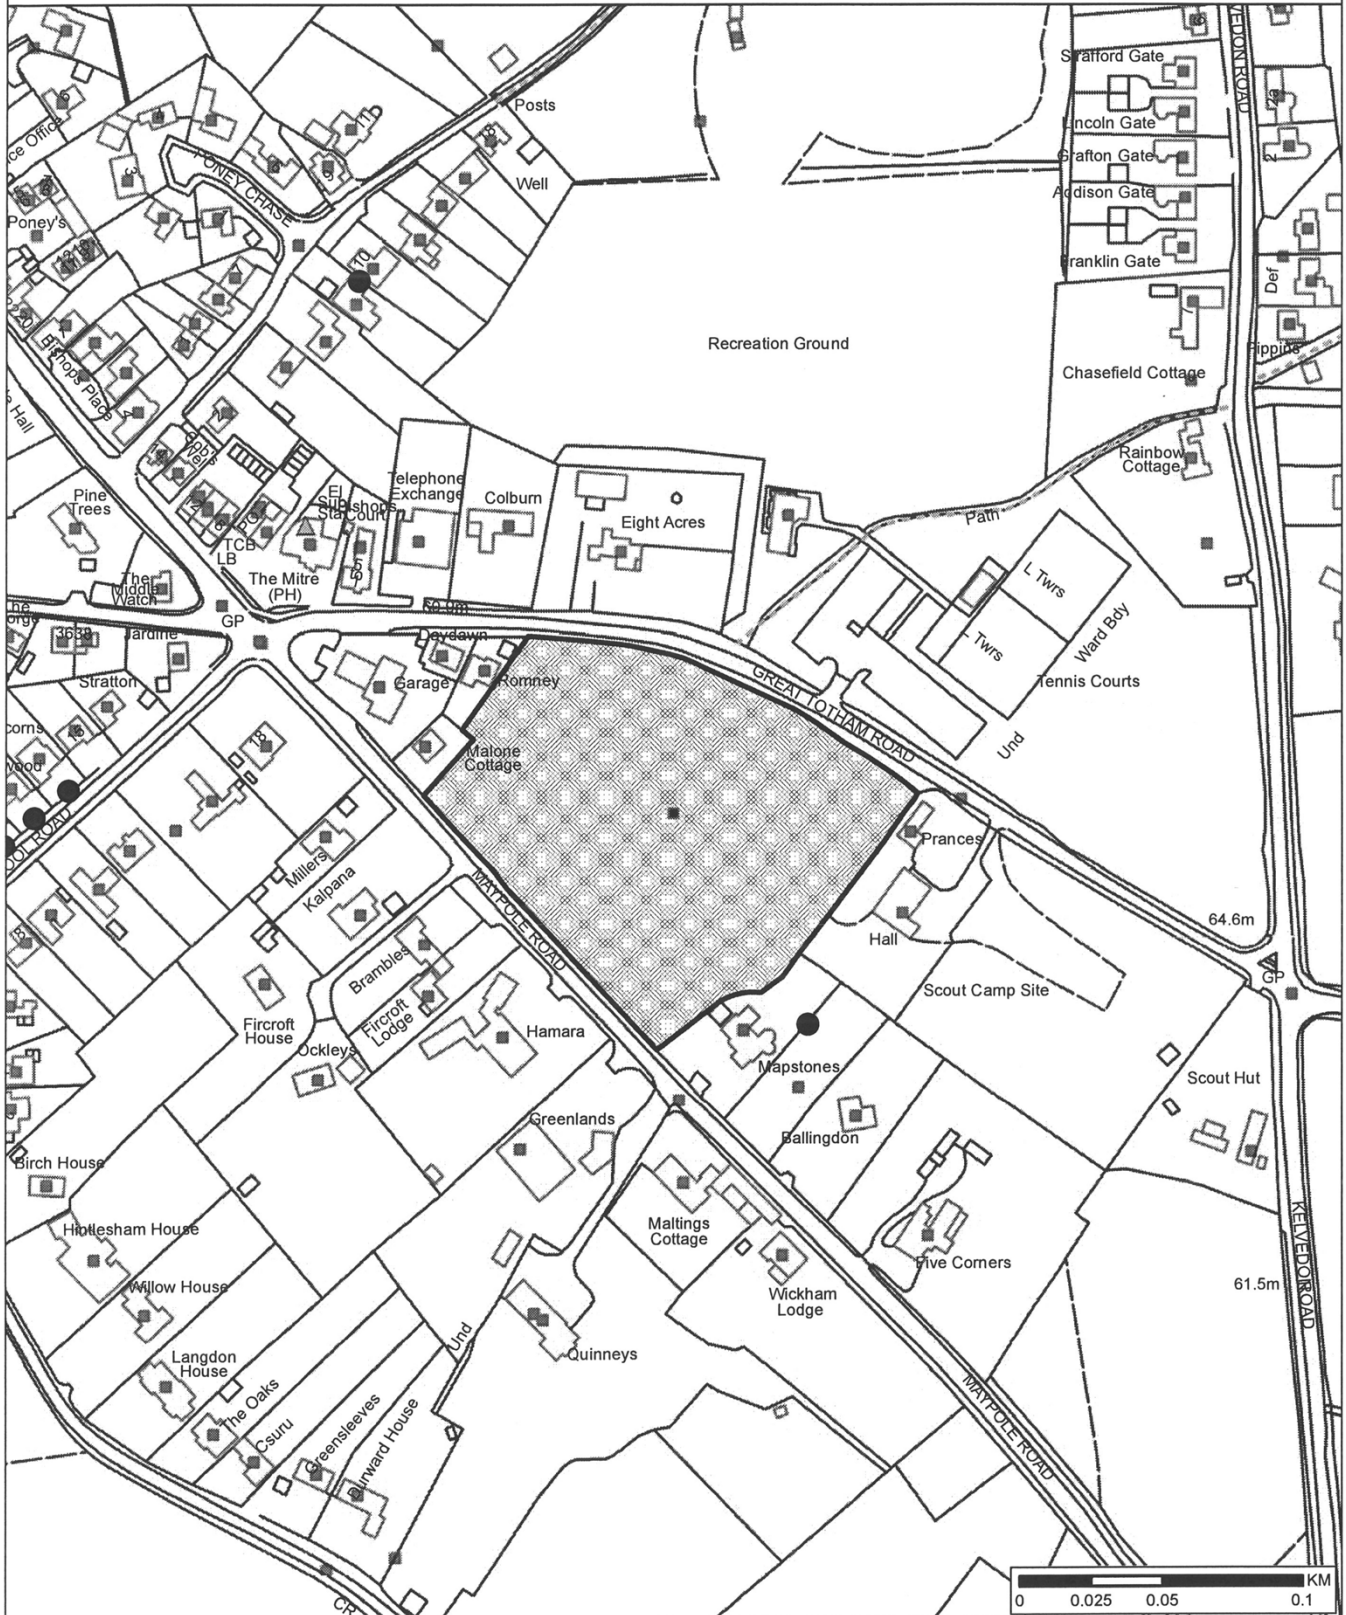 Strafford Gate
Lincoln Gate
Grafton Gate
Addison Gate
Franklin Gate
Posts
Well
PONEY CHASE
Poney's
Bishops Place
Recreation Ground
Def
Pippins
Chasefield Cottage
Rainbow
Cottage
Path
Pine
Trees
Telephone
Exchange
Colburn
Eight Acres
L Twrs
L Twrs
Ward Bdy
Tennis Courts
Und
TCB
LB
PO
The Mitre
(PH)
The
Middle
Watch
GP
Jardine
Stratton
Daydawn
Garage
Romney
Malone
Cottage
GREAT TOTHAM ROAD
Prances
Hall
Scout Camp Site
64.6m
GP
Millers
Kalpana
MAYPOLE ROAD
Brambles
Fircroft
Lodge
Fircroft
House
Ockleys
Hamara
Mapstones
Ballingdon
Scout Hut
Greenlands
Birch House
Hintlesham House
Willow House
Langdon
House
The Oaks
Csuru
Greensleeves
Durward House
Und
Quinneys
Maltings
Cottage
Wickham
Lodge
Five Corners
61.5m
KELVEDON ROAD
MAYPOLE ROAD
KM
0 0.025 0.05 0.1